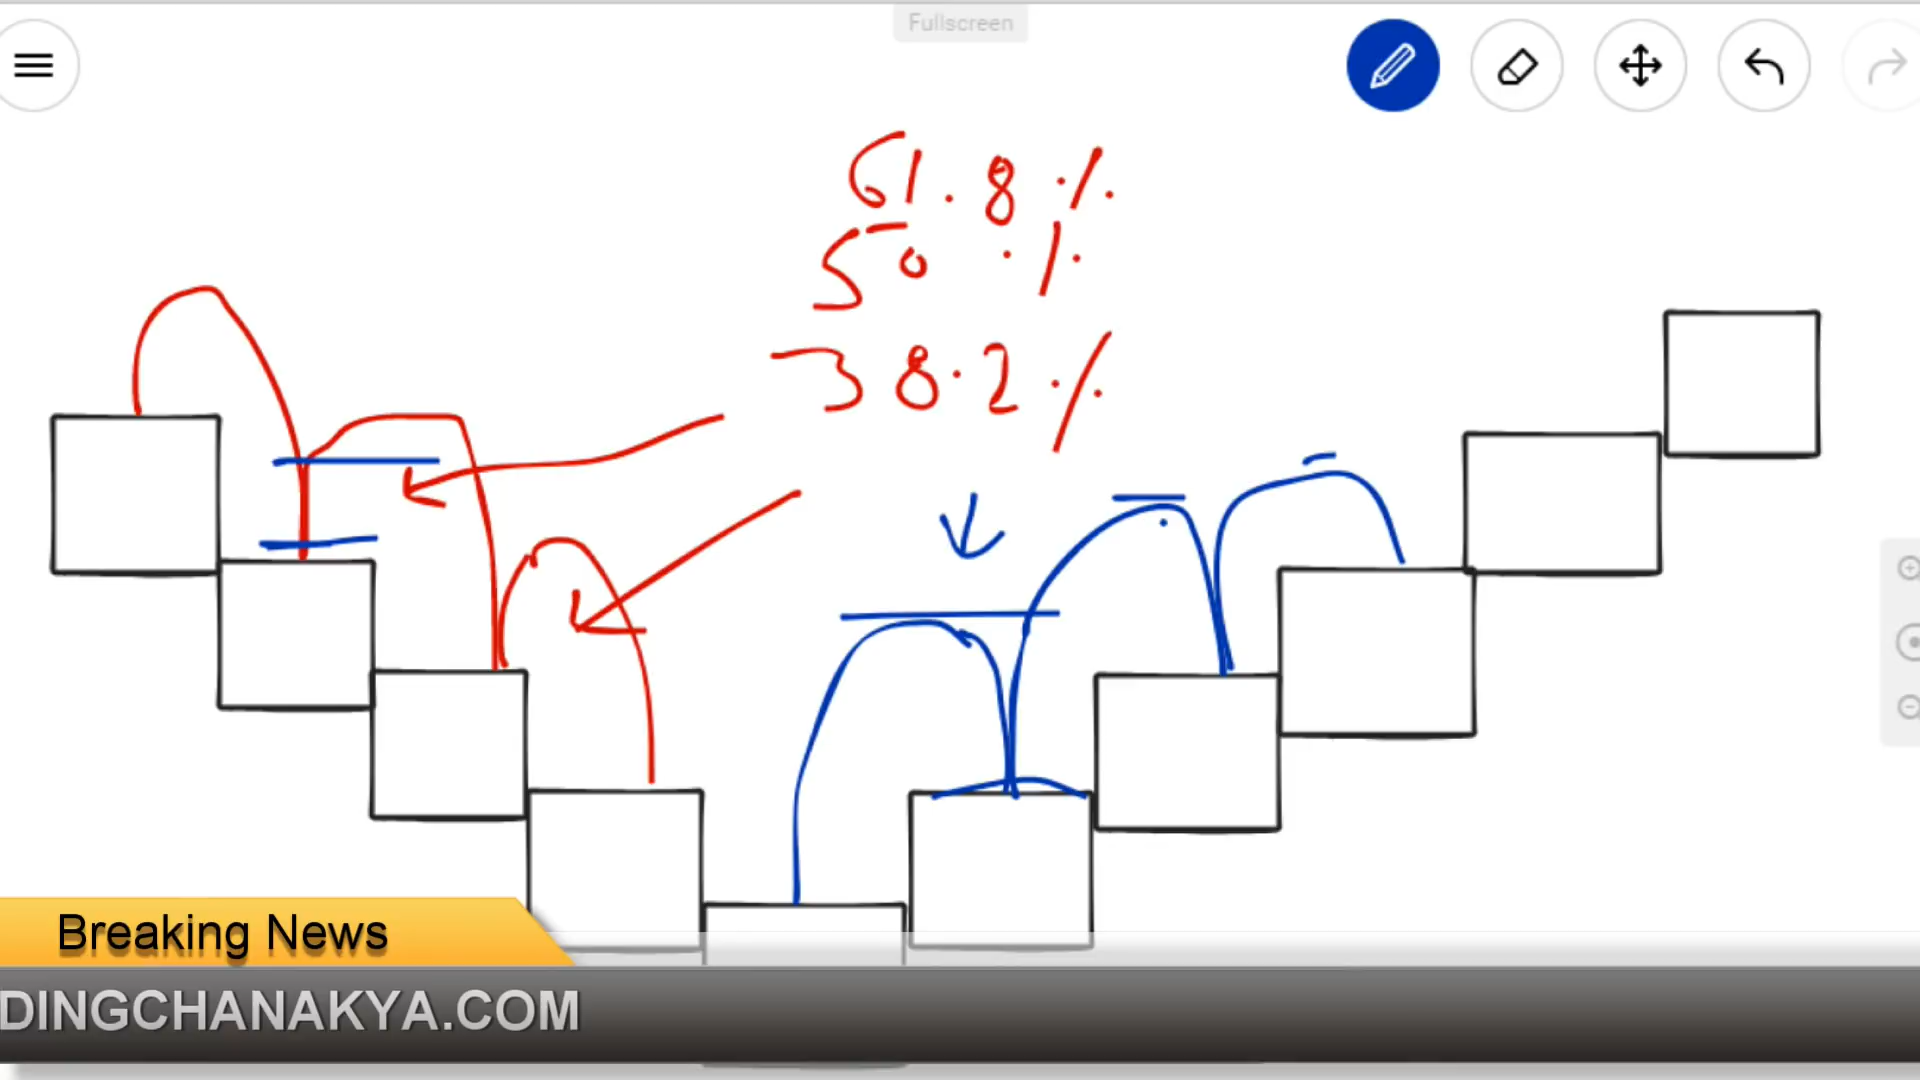 Fullscreen
61.8%
50%
38.2%
Breaking News
DINGCHANAKYA.COM